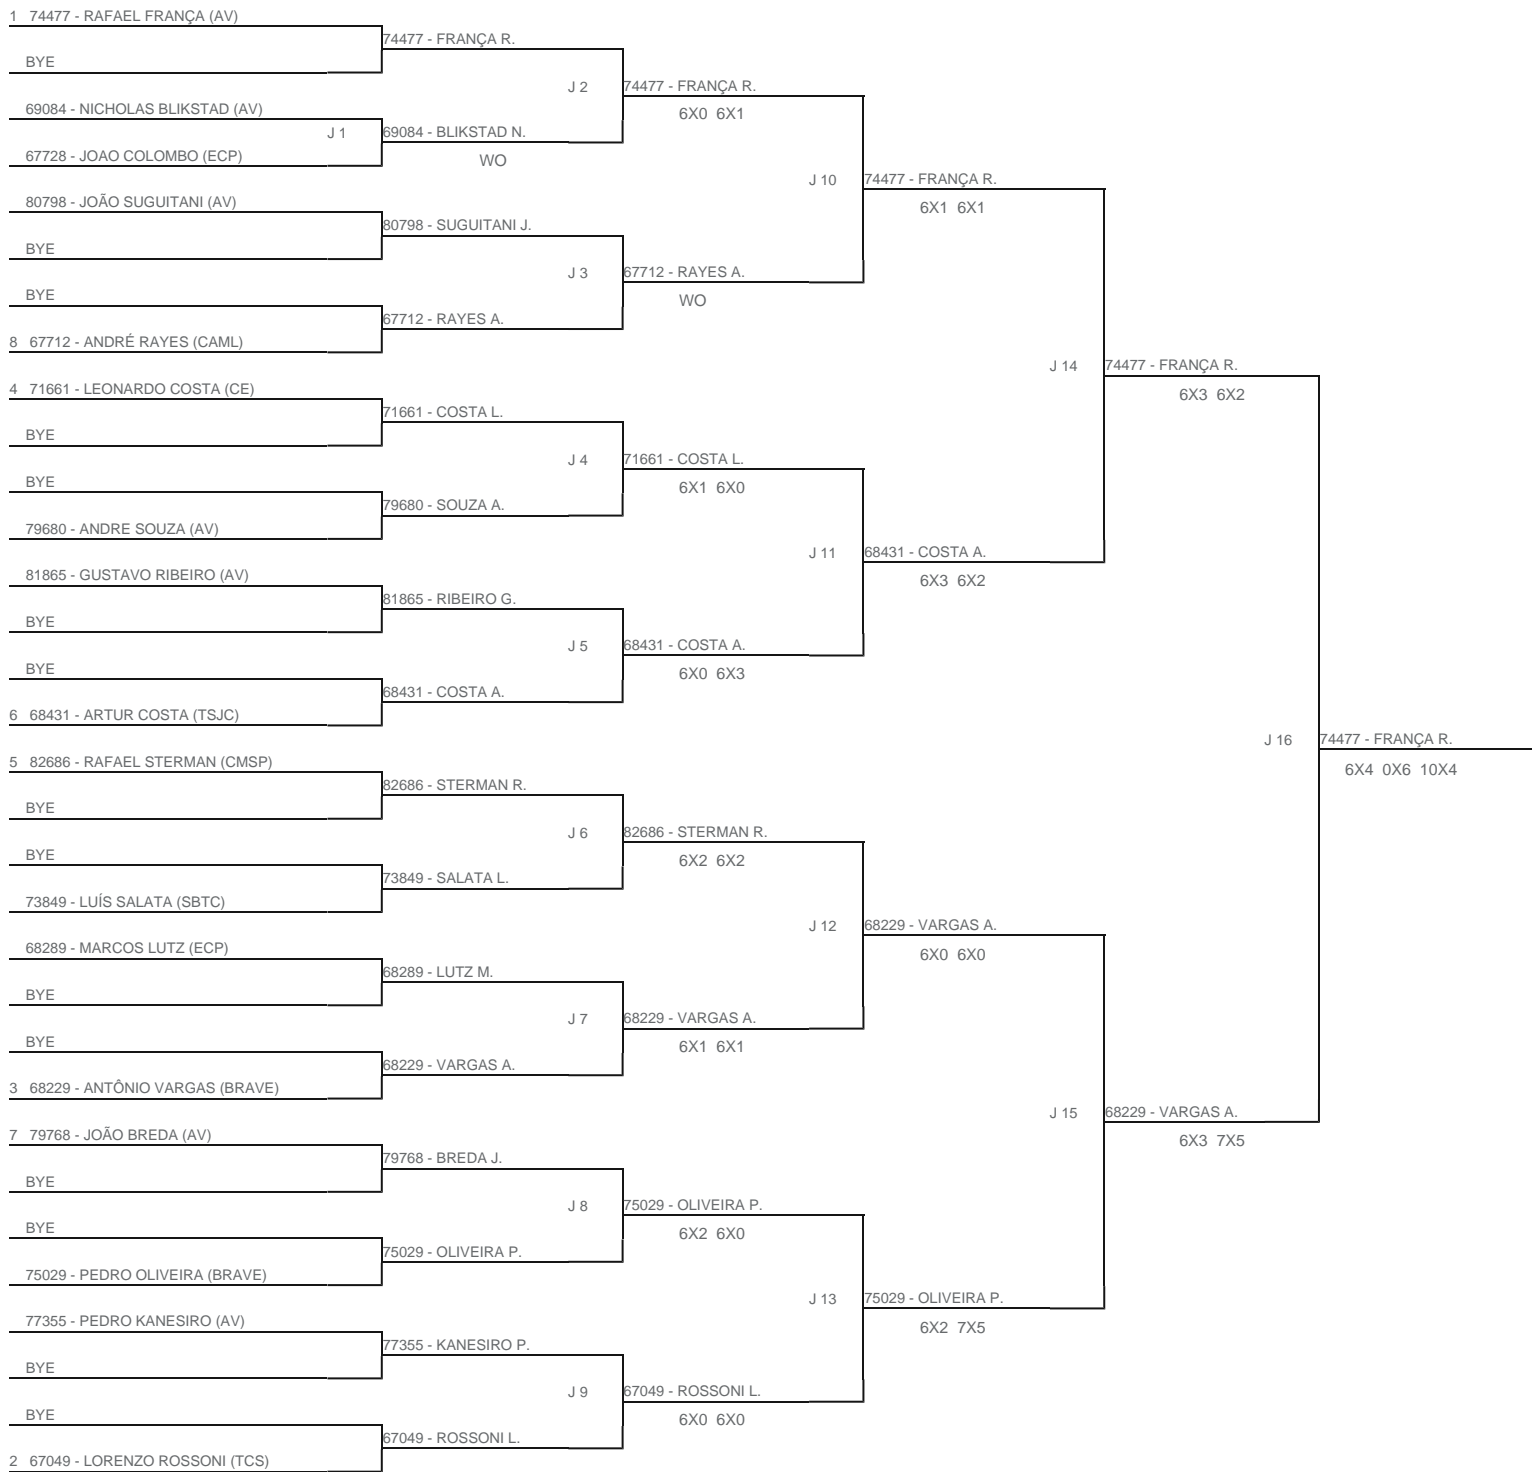 1 74477 - RAFAEL FRANÇA (AV)
74477 - FRANÇA R.
BYE
J 2
74477 - FRANÇA R.
69084 - NICHOLAS BLIKSTAD (AV)
6X0 6X1
J 1
69084 - BLIKSTAD N.
67728 - JOAO COLOMBO (ECP)
WO
J 10
74477 - FRANÇA R.
80798 - JOÃO SUGUITANI (AV)
6X1 6X1
80798 - SUGUITANI J.
BYE
J 3
67712 - RAYES A.
BYE
WO
67712 - RAYES A.
8 67712 - ANDRÉ RAYES (CAML)
J 14
74477 - FRANÇA R.
4 71661 - LEONARDO COSTA (CE)
6X3 6X2
71661 - COSTA L.
BYE
J 4
71661 - COSTA L.
BYE
6X1 6X0
79680 - SOUZA A.
79680 - ANDRE SOUZA (AV)
J 11
68431 - COSTA A.
81865 - GUSTAVO RIBEIRO (AV)
6X3 6X2
81865 - RIBEIRO G.
BYE
J 5
68431 - COSTA A.
BYE
6X0 6X3
68431 - COSTA A.
6 68431 - ARTUR COSTA (TSJC)
J 16
74477 - FRANÇA R.
5 82686 - RAFAEL STERMAN (CMSP)
6X4 0X6 10X4
82686 - STERMAN R.
BYE
J 6
82686 - STERMAN R.
BYE
6X2 6X2
73849 - SALATA L.
73849 - LUÍS SALATA (SBTC)
J 12
68229 - VARGAS A.
68289 - MARCOS LUTZ (ECP)
6X0 6X0
68289 - LUTZ M.
BYE
J 7
68229 - VARGAS A.
BYE
6X1 6X1
68229 - VARGAS A.
3 68229 - ANTÔNIO VARGAS (BRAVE)
J 15
68229 - VARGAS A.
7 79768 - JOÃO BREDA (AV)
6X3 7X5
79768 - BREDA J.
BYE
J 8
75029 - OLIVEIRA P.
BYE
6X2 6X0
75029 - OLIVEIRA P.
75029 - PEDRO OLIVEIRA (BRAVE)
J 13
75029 - OLIVEIRA P.
77355 - PEDRO KANESIRO (AV)
6X2 7X5
77355 - KANESIRO P.
BYE
J 9
67049 - ROSSONI L.
BYE
6X0 6X0
67049 - ROSSONI L.
2 67049 - LORENZO ROSSONI (TCS)